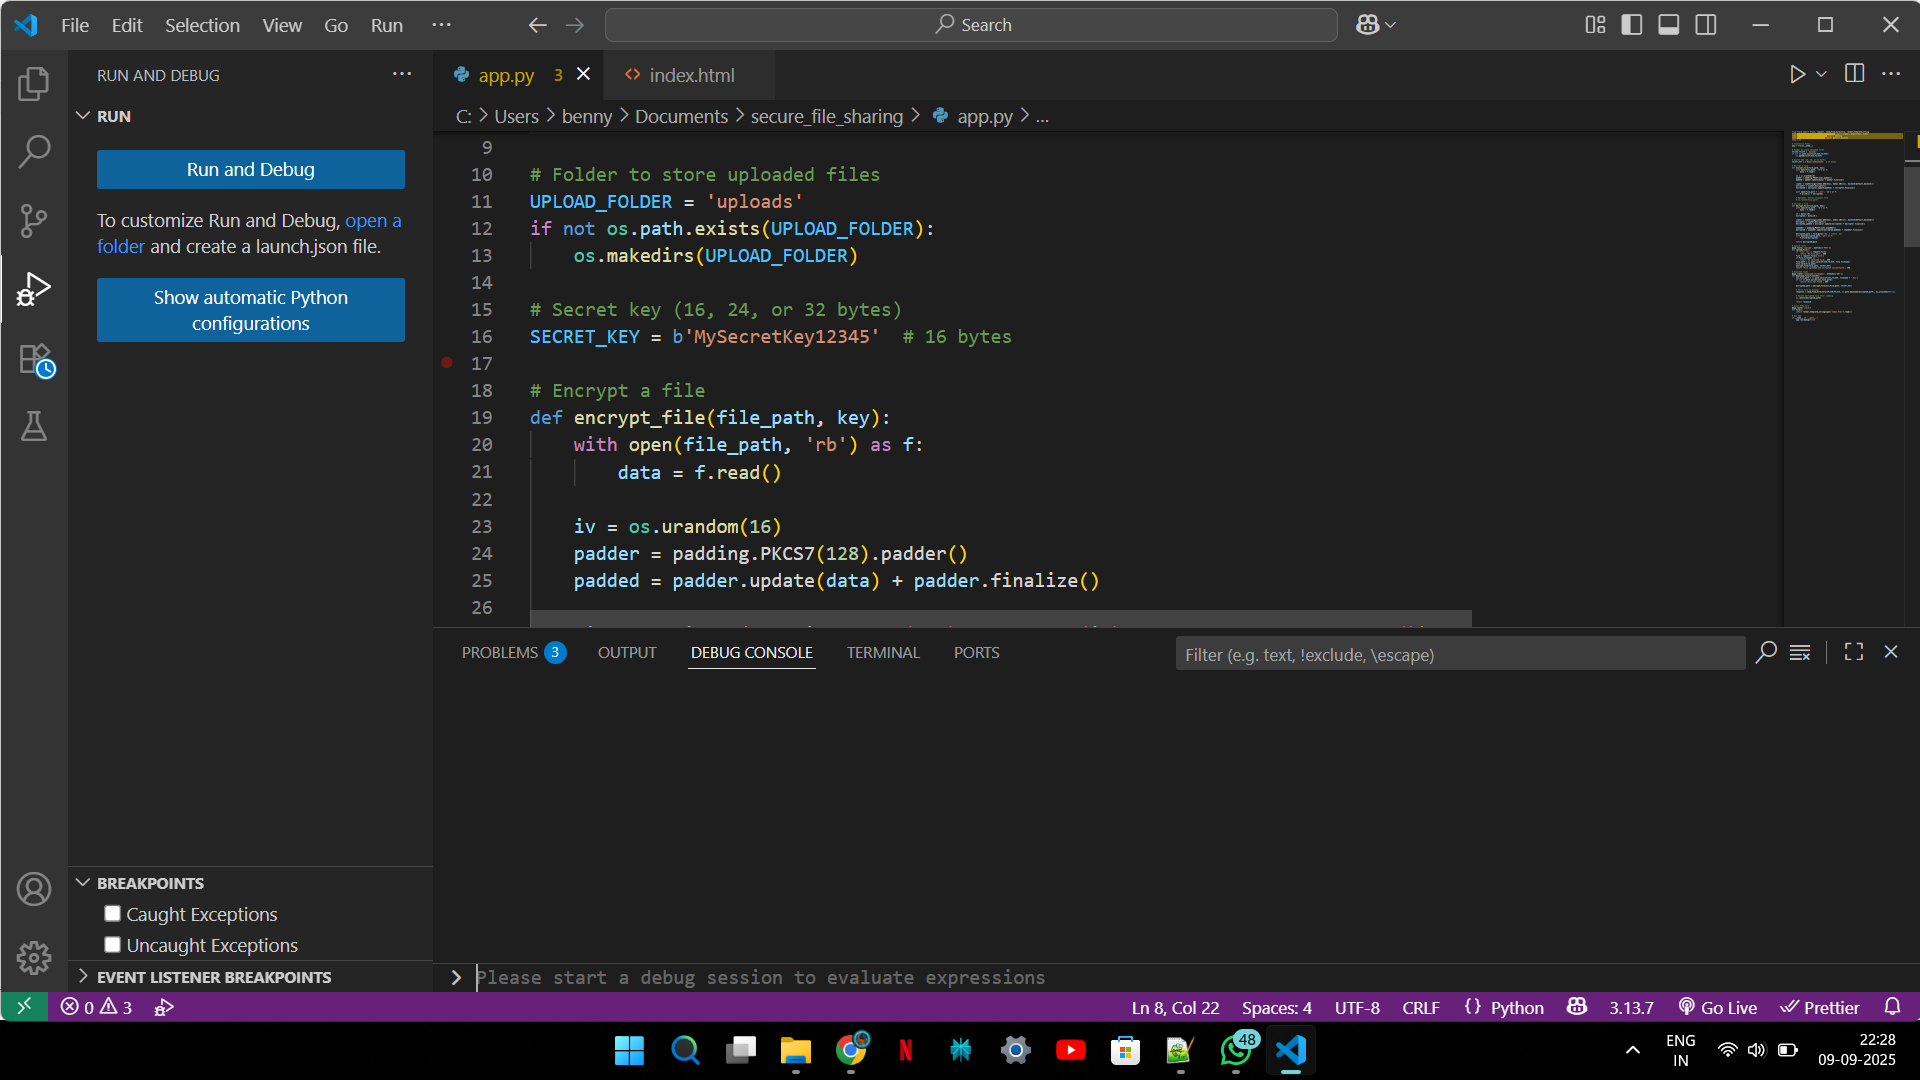 File Edit Selection View Go Run ··· Search
RUN AND DEBUG ···
RUN
Run and Debug
To customize Run and Debug, open a
folder and create a launch.json file.
Show automatic Python
configurations
BREAKPOINTS
Caught Exceptions
Uncaught Exceptions
EVENT LISTENER BREAKPOINTS
app.py 3 index.html
C: > Users > benny > Documents > secure_file_sharing > app.py > ...
9
10 # Folder to store uploaded files
11 UPLOAD_FOLDER = 'uploads'
12 if not os.path.exists(UPLOAD_FOLDER):
13     os.makedirs(UPLOAD_FOLDER)
14
15 # Secret key (16, 24, or 32 bytes)
16 SECRET_KEY = b'MySecretKey12345'  # 16 bytes
17
18 # Encrypt a file
19 def encrypt_file(file_path, key):
20     with open(file_path, 'rb') as f:
21         data = f.read()
22
23     iv = os.urandom(16)
24     padder = padding.PKCS7(128).padder()
25     padded = padder.update(data) + padder.finalize()
26
PROBLEMS 3 OUTPUT DEBUG CONSOLE TERMINAL PORTS Filter (e.g. text, !exclude, \escape)
> Please start a debug session to evaluate expressions
0 3 Ln 8, Col 22 Spaces: 4 UTF-8 CRLF {} Python 3.13.7 Go Live Prettier
48 ENG 22:28
IN 09-09-2025